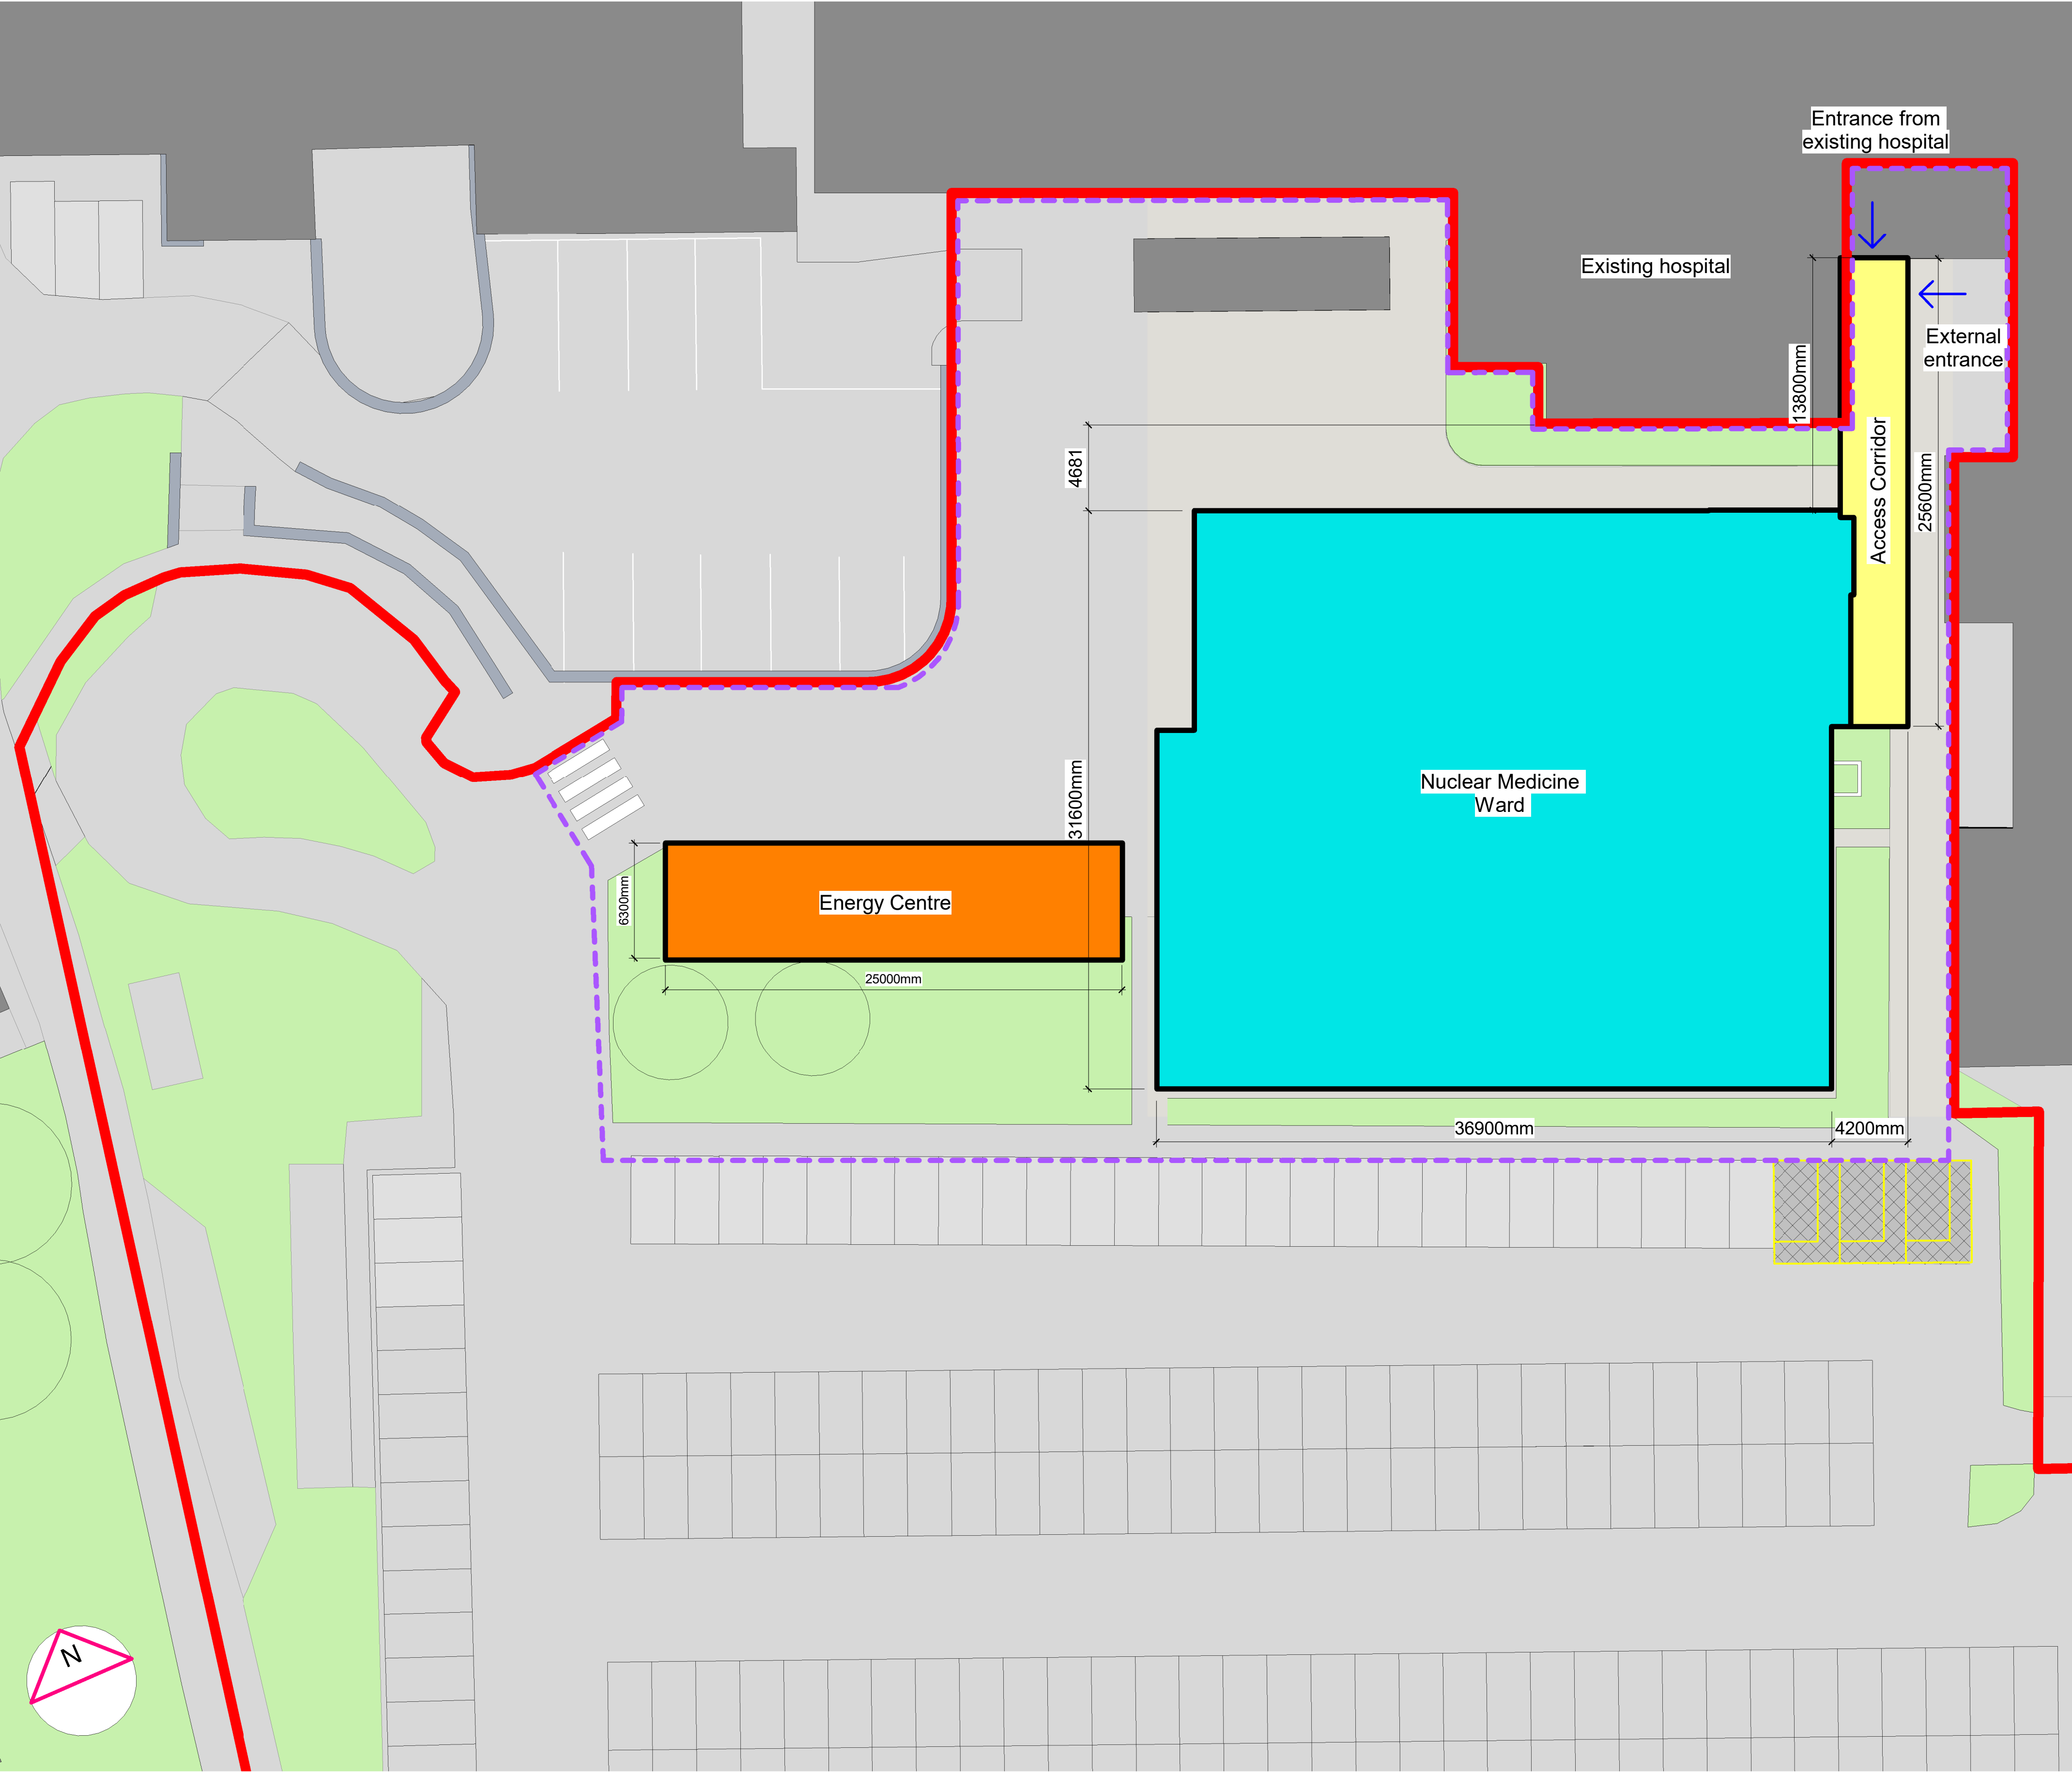 Entrance from
existing hospital
Existing hospital
External
entrance
13800mm
Access Corridor
25600mm
4681
31600mm
Nuclear Medicine
Ward
Energy Centre
6300mm
25000mm
36900mm
4200mm
N